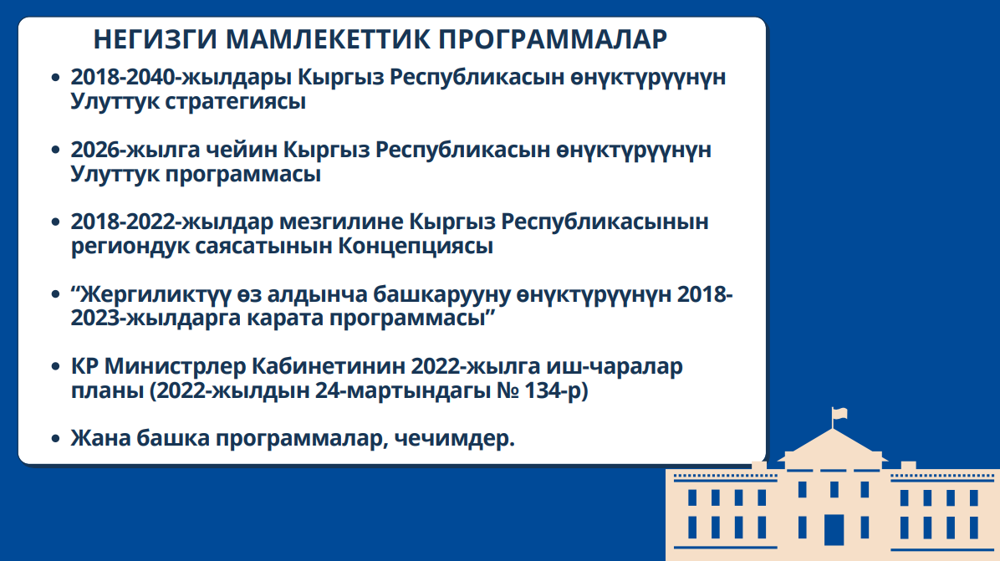 НЕГИЗГИ МАМЛЕКЕТТИК ПРОГРАММАЛАР
• 2018-2040-жылдары Кыргыз Республикасын өнүктүрүүнүн
Улуттук стратегиясы
• 2026-жылга чейин Кыргыз Республикасын өнүктүрүүнүн
Улуттук программасы
• 2018-2022-жылдар мезгилине Кыргыз Республикасынын
региондук саясатынын Концепциясы
• “Жергиликтүү өз алдынча башкарууну өнүктүрүүнүн 2018-
2023-жылдарга карата программасы”
• КР Министрлер Кабинетинин 2022-жылга иш-чаралар
планы (2022-жылдын 24-мартындагы № 134-р)
• Жана башка программалар, чечимдер.